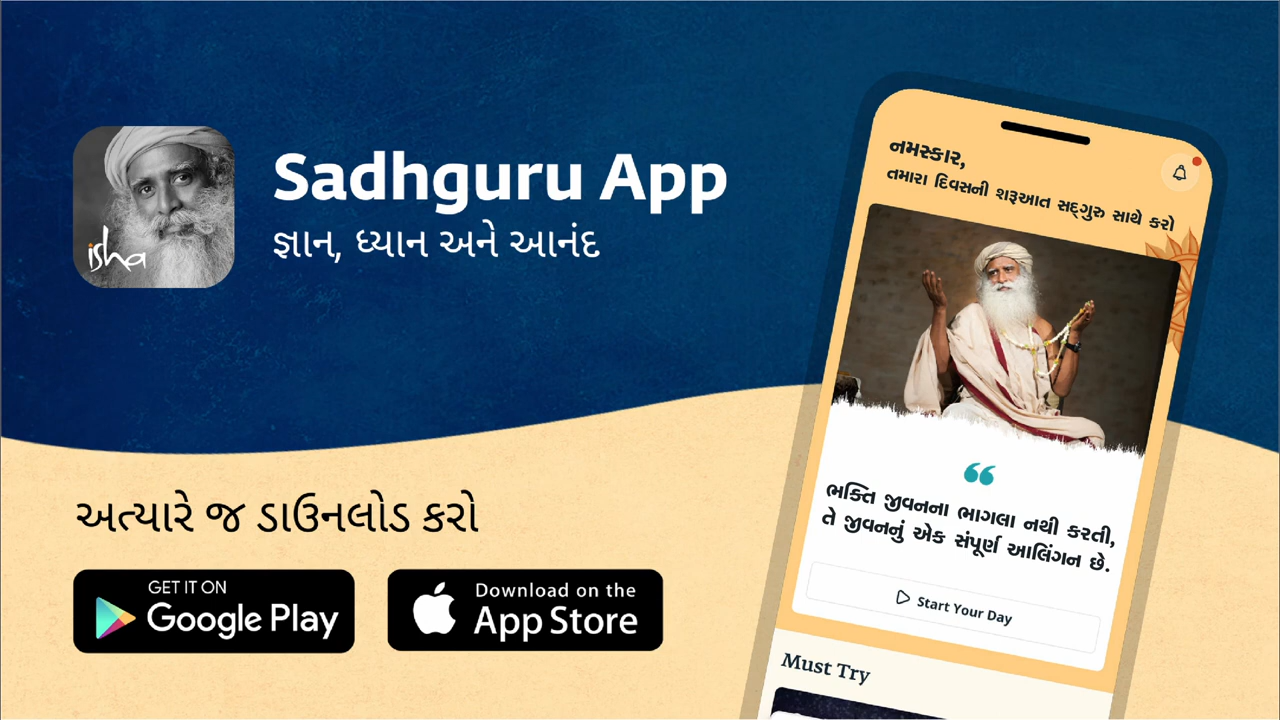 isha
Sadhguru App
જ્ઞાન, ધ્યાન અને આનંદ
અત્યારે જ ડાઉનલોડ કરો
GET IT ON
Google Play
Download on the
App Store
નમસ્કાર,
તમારા દિવસની શરૂઆત સદ્‌ગુરુ સાથે કરો
“
ભક્તિ જીવનના ભાગલા નથી કરતી,
તે જીવનનું એક સંપૂર્ણ આલિંગન છે.
Start Your Day
Must Try